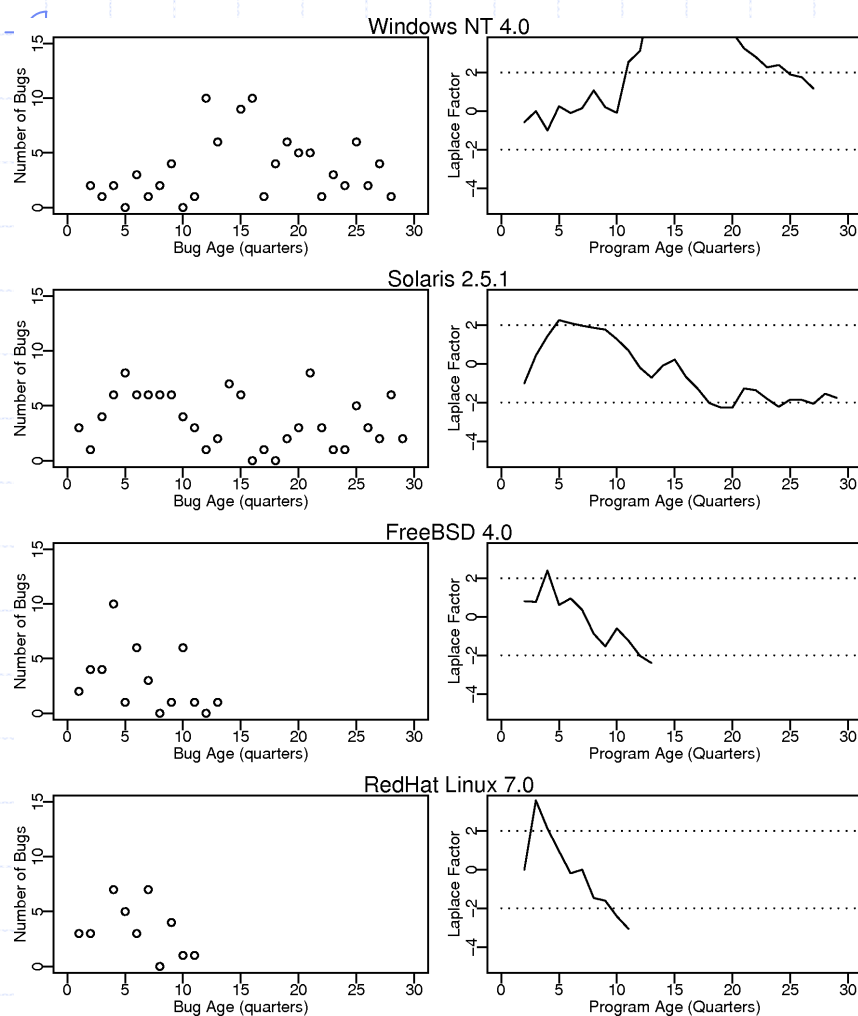 Windows NT 4.0
Number of Bugs
0 5 10 15
0 5 10 15 20 25 30
Bug Age (quarters)
Laplace Factor
−4 −2 0 2
0 5 10 15 20 25 30
Program Age (Quarters)
Solaris 2.5.1
Number of Bugs
0 5 10 15
0 5 10 15 20 25 30
Bug Age (quarters)
Laplace Factor
−4 −2 0 2
0 5 10 15 20 25 30
Program Age (Quarters)
FreeBSD 4.0
Number of Bugs
0 5 10 15
0 5 10 15 20 25 30
Bug Age (quarters)
Laplace Factor
−4 −2 0 2
0 5 10 15 20 25 30
Program Age (Quarters)
RedHat Linux 7.0
Number of Bugs
0 5 10 15
0 5 10 15 20 25 30
Bug Age (quarters)
Laplace Factor
−4 −2 0 2
0 5 10 15 20 25 30
Program Age (Quarters)